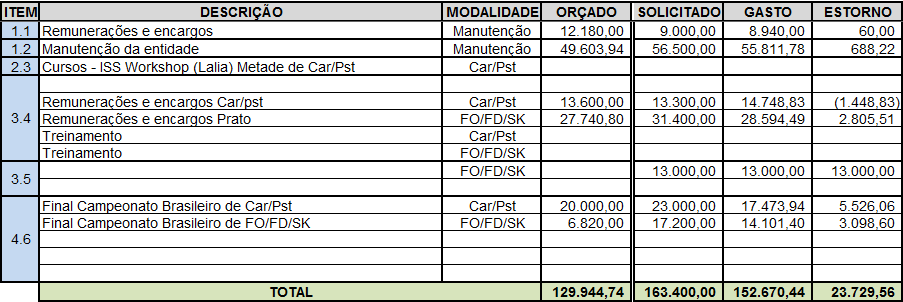 ITEM DESCRIÇÃO MODALIDADE ORÇADO SOLICITADO GASTO ESTORNO
1.1 Remunerações e encargos Manutenção 12.180,00 9.000,00 8.940,00 60,00
1.2 Manutenção da entidade Manutenção 49.603,94 56.500,00 55.811,78 688,22
2.3 Cursos - ISS Workshop (Lalia) Metade de Car/Pst Car/Pst
3.4
Remunerações e encargos Car/pst Car/Pst 13.600,00 13.300,00 14.748,83 (1.448,83)
Remunerações e encargos Prato FO/FD/SK 27.740,80 31.400,00 28.594,49 2.805,51
Treinamento Car/Pst
Treinamento FO/FD/SK
3.5 FO/FD/SK 13.000,00 13.000,00 13.000,00
4.6
Final Campeonato Brasileiro de Car/Pst Car/Pst 20.000,00 23.000,00 17.473,94 5.526,06
Final Campeonato Brasileiro de FO/FD/SK FO/FD/SK 6.820,00 17.200,00 14.101,40 3.098,60
TOTAL 129.944,74 163.400,00 152.670,44 23.729,56